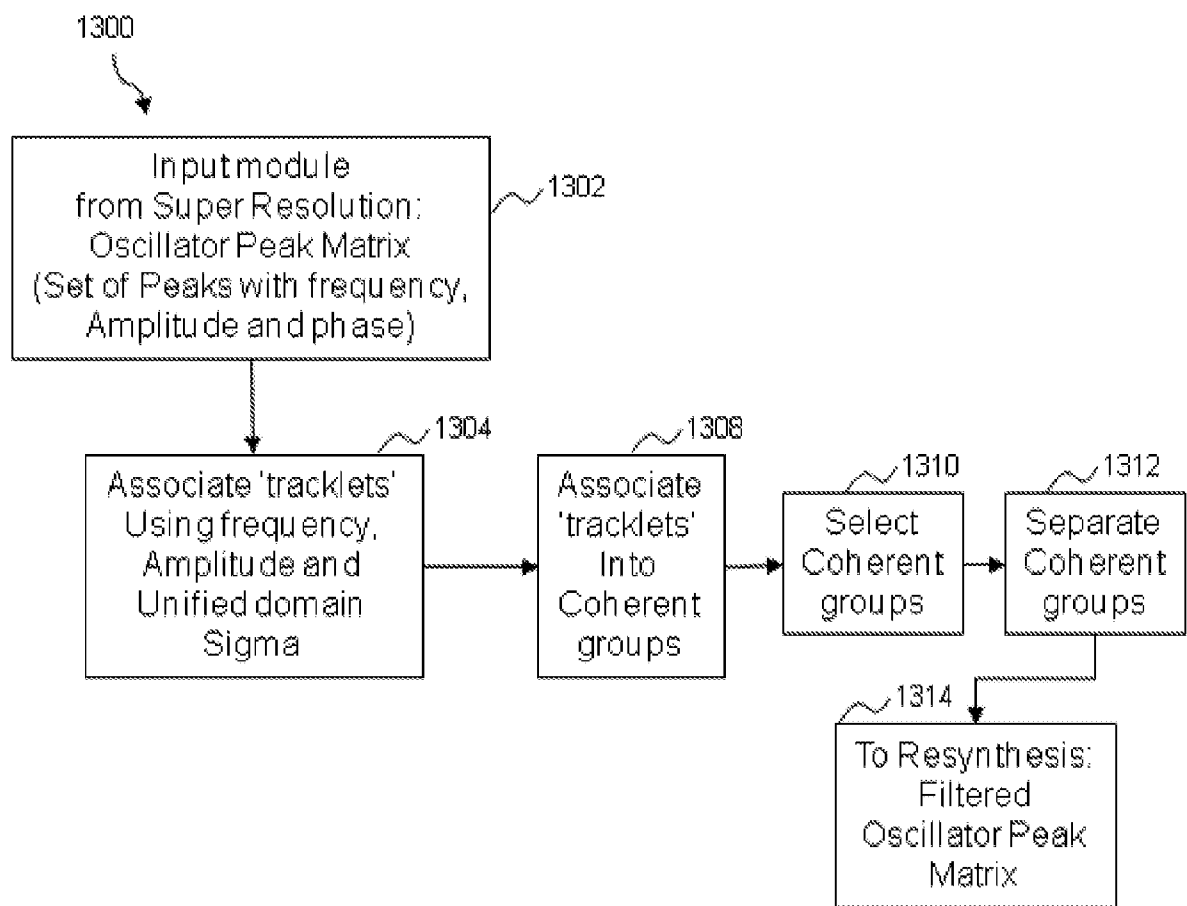 1300
Input module
from Super Resolution:
Oscillator Peak Matrix
(Set of Peaks with frequency,
Amplitude and phase)
1302
1304
Associate 'tracklets'
Using frequency,
Amplitude and
Unified domain
Sigma
1308
Associate
'tracklets'
Into
Coherent
groups
1310
Select
Coherent
groups
1312
Separate
Coherent
groups
1314
To Resynthesis:
Filtered
Oscillator Peak
Matrix